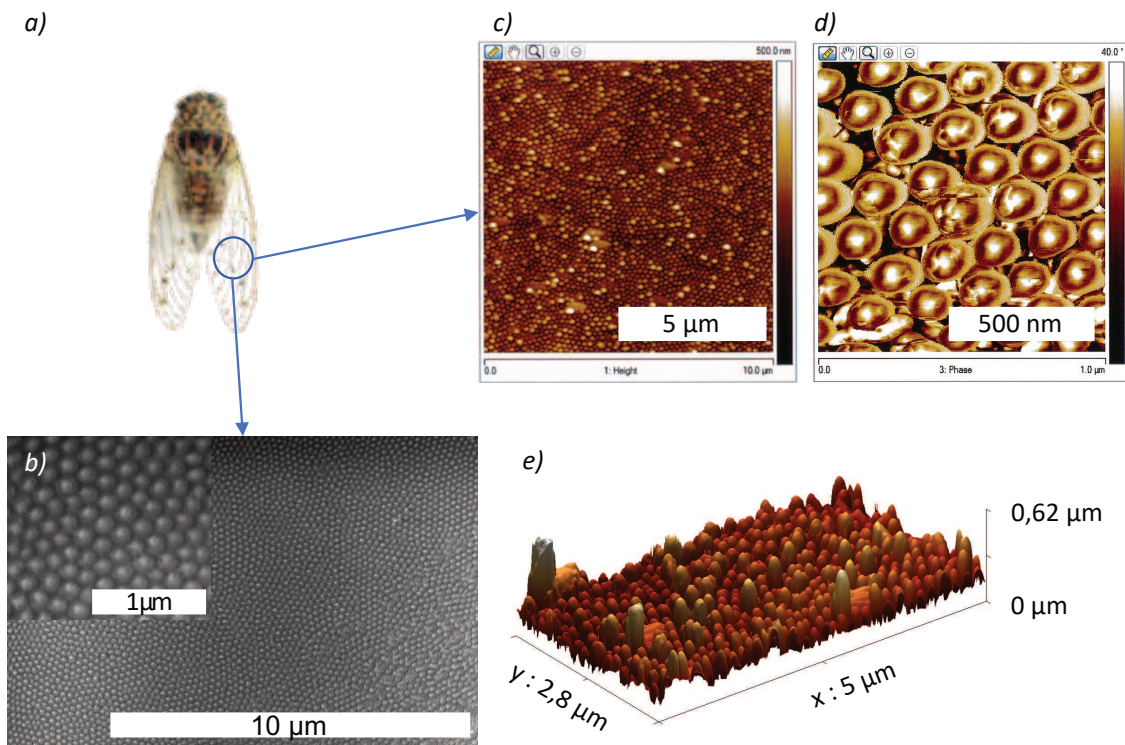 a)
c)
d)
500.0 nm
40.0 °
5 µm
500 nm
0.0 1: Height 10.0 µm
0.0 3: Phase 1.0 µm
b)
1µm
10 µm
e)
0,62 µm
0 µm
y : 2,8 µm
x : 5 µm